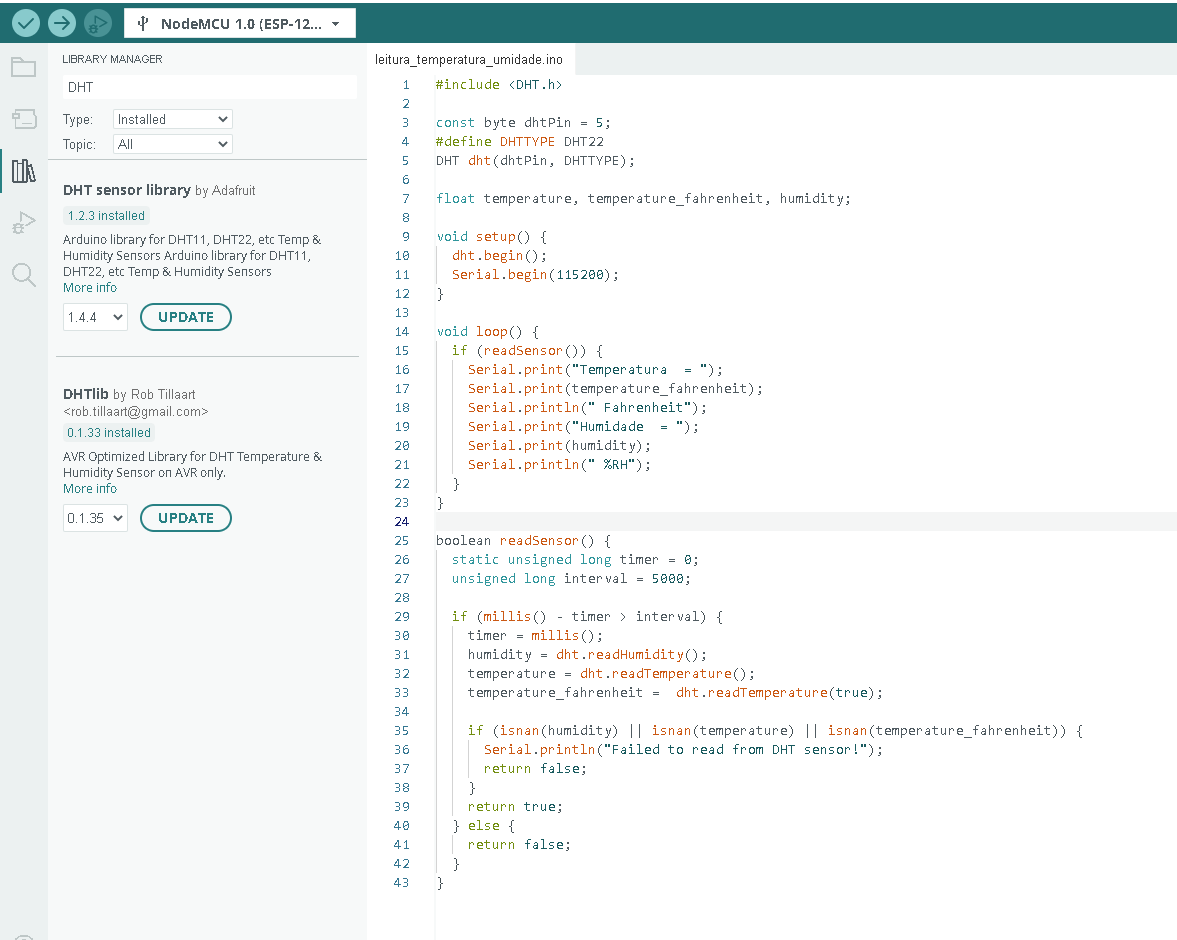 NodeMCU 1.0 (ESP-12...
LIBRARY MANAGER
DHT
Type: Installed
Topic: All
DHT sensor library by Adafruit
1.2.3 installed
Arduino library for DHT11, DHT22, etc Temp &
Humidity Sensors Arduino library for DHT11,
DHT22, etc Temp & Humidity Sensors
More info
1.4.4 UPDATE
DHTlib by Rob Tillaart
<rob.tillaart@gmail.com>
0.1.33 installed
AVR Optimized Library for DHT Temperature &
Humidity Sensor on AVR only.
More info
0.1.35 UPDATE
leitura_temperatura_umidade.ino
1 #include <DHT.h>
2
3 const byte dhtPin = 5;
4 #define DHTTYPE DHT22
5 DHT dht(dhtPin, DHTTYPE);
6
7 float temperature, temperature_fahrenheit, humidity;
8
9 void setup() {
10   dht.begin();
11   Serial.begin(115200);
12 }
13
14 void loop() {
15   if (readSensor()) {
16     Serial.print("Temperatura  = ");
17     Serial.print(temperature_fahrenheit);
18     Serial.println(" Fahrenheit");
19     Serial.print("Humidade  = ");
20     Serial.print(humidity);
21     Serial.println(" %RH");
22   }
23 }
24
25 boolean readSensor() {
26   static unsigned long timer = 0;
27   unsigned long interval = 5000;
28
29   if (millis() - timer > interval) {
30     timer = millis();
31     humidity = dht.readHumidity();
32     temperature = dht.readTemperature();
33     temperature_fahrenheit =  dht.readTemperature(true);
34
35     if (isnan(humidity) || isnan(temperature) || isnan(temperature_fahrenheit)) {
36       Serial.println("Failed to read from DHT sensor!");
37       return false;
38     }
39     return true;
40   } else {
41     return false;
42   }
43 }